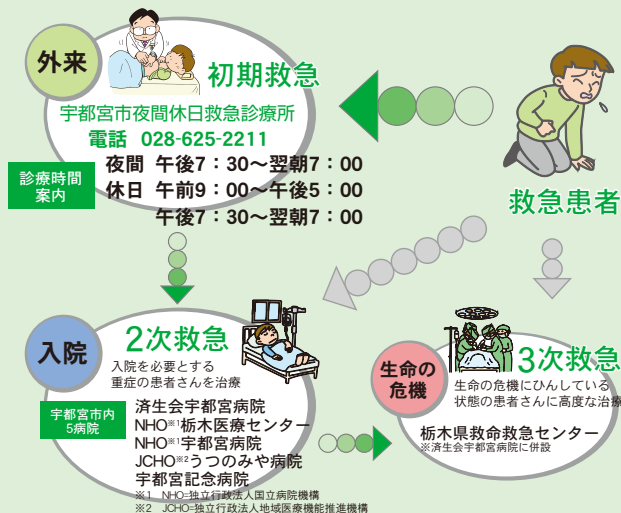 外来
初期救急
宇都宮市夜間休日救急診療所
電話 028-625-2211
診療時間
案内
夜間 午後7：30〜翌朝7：00
休日 午前9：00〜午後5：00
午後7：30〜翌朝7：00
救急患者
入院
2次救急
入院を必要とする
重症の患者さんを治療
宇都宮市内
5病院
済生会宇都宮病院
NHO※1栃木医療センター
NHO※1宇都宮病院
JCHO※2うつのみや病院
宇都宮記念病院
※1 NHO=独立行政法人国立病院機構
※2 JCHO=独立行政法人地域医療機能推進機構
生命の
危機
3次救急
生命の危機にひんしている
状態の患者さんに高度な治療
栃木県救命救急センター
※済生会宇都宮病院に併設